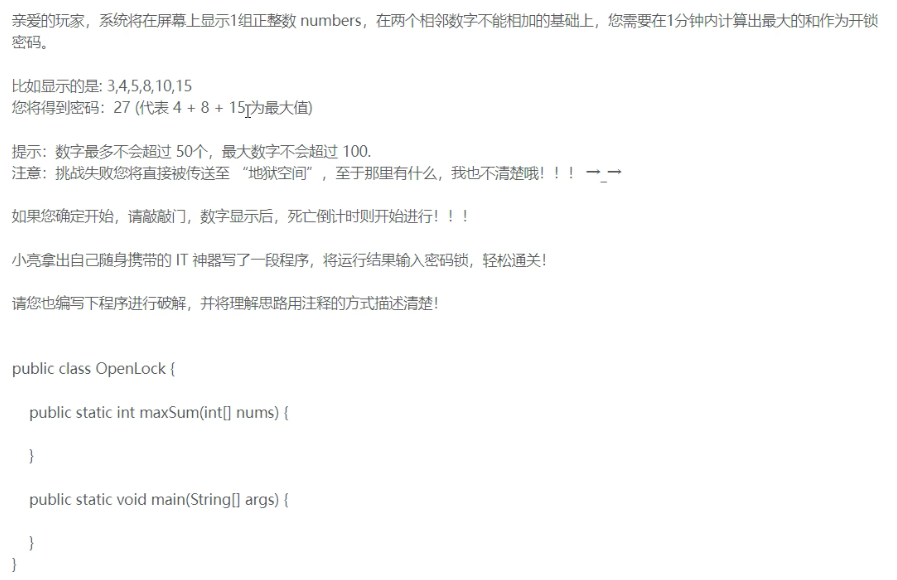 亲爱的玩家，系统将在屏幕上显示1组正整数 numbers，在两个相邻数字不能相加的基础上，您需要在1分钟内计算出最大的和作为开锁
密码。
比如显示的是: 3,4,5,8,10,15
您将得到密码：27 (代表 4 + 8 + 15为最大值)
提示：数字最多不会超过 50个，最大数字不会超过 100.
注意：挑战失败您将直接被传送至 “地狱空间”，至于那里有什么，我也不清楚哦！！！ →_→
如果您确定开始，请敲敲门，数字显示后，死亡倒计时则开始进行！！！
小亮拿出自己随身携带的 IT 神器写了一段程序，将运行结果输入密码锁，轻松通关！
请您也编写下程序进行破解，并将理解思路用注释的方式描述清楚！
public class OpenLock {
public static int maxSum(int[] nums) {
}
public static void main(String[] args) {
}
}